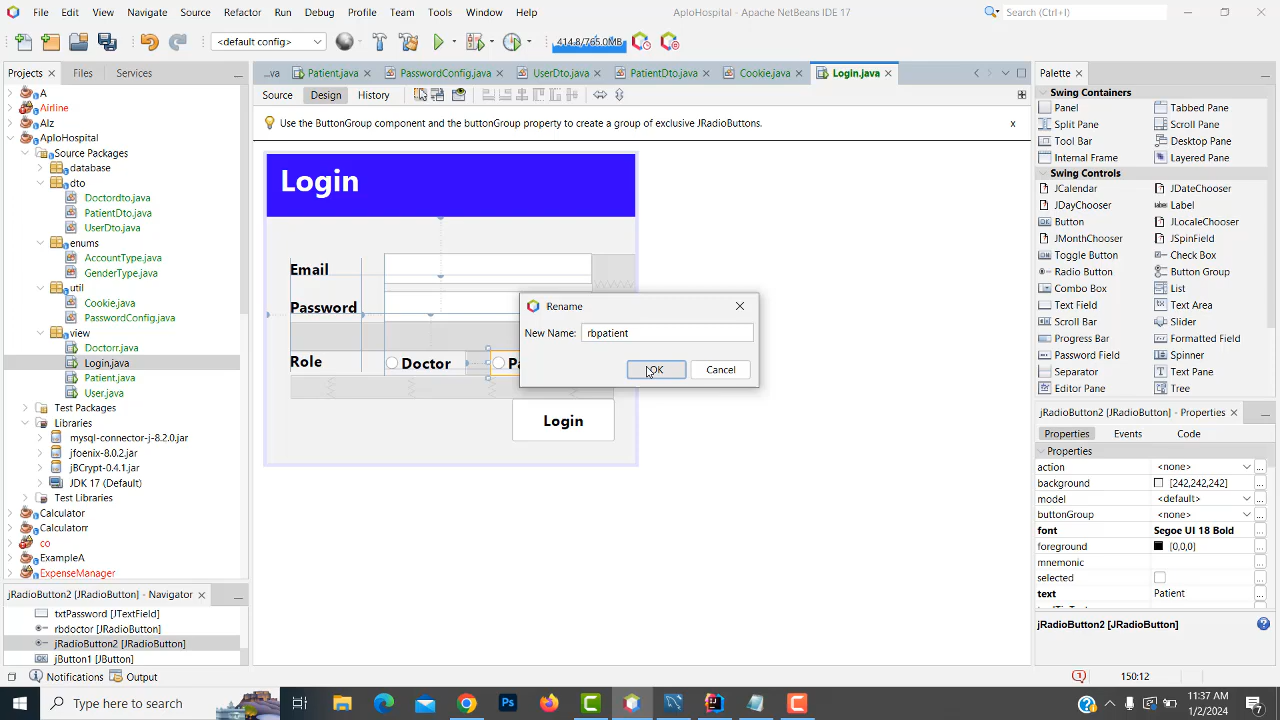 File Edit View Navigate Source Refactor Run Debug Profile Team Tools Window Help
AploHospital - Apache NetBeans IDE 17
Search (Ctrl+I)
<default config>
414.8/765.0MB
Projects
Files
Services
...va
Patient.java
PasswordConfig.java
UserDto.java
PatientDto.java
Cookie.java
Login.java
Source Design History
Use the ButtonGroup component and the buttonGroup property to create a group of exclusive JRadioButtons.
x
A
Airline
Alz
AploHospital
Source Packages
database
dto
Doctordto.java
PatientDto.java
UserDto.java
enums
AccountType.java
GenderType.java
util
Cookie.java
PasswordConfig.java
view
Doctorr.java
Login.java
Patient.java
User.java
Test Packages
Libraries
mysql-connector-j-8.2.0.jar
jfoenix-8.0.2.jar
jBCrypt-0.4.1.jar
JDK 17 (Default)
Test Libraries
Calculator
Calculatorr
co
ExampleA
ExpenseManager
jRadioButton2 [JRadioButton] - Navigator
txtPassword [JTextField]
rbdoctor [JRadioButton]
jRadioButton2 [JRadioButton]
jButton1 [JButton]
Login
Email
Password
Role
Doctor
Pa
Login
Rename
New Name: rbpatient
OK
Cancel
Palette
Swing Containers
Panel
Tabbed Pane
Split Pane
Scroll Pane
Tool Bar
Desktop Pane
Internal Frame
Layered Pane
Swing Controls
JCalendar
JDateChooser
JDayChooser
Label
Button
JLocaleChooser
JMonthChooser
JSpinField
Toggle Button
Check Box
Radio Button
Button Group
Combo Box
List
Text Field
Text Area
Scroll Bar
Slider
Progress Bar
Formatted Field
Password Field
Spinner
Separator
Text Pane
Editor Pane
Tree
jRadioButton2 [JRadioButton] - Properties
Properties
Events
Code
Properties
action <none> ...
background [242,242,242] ...
model <default> ...
buttonGroup <none> ...
font Segoe UI 18 Bold ...
foreground [0,0,0] ...
mnemonic ...
selected ...
text Patient ...
jRadioButton2 [JRadioButton]
Notifications
Output
150:12
Type here to search
11:37 AM
1/2/2024